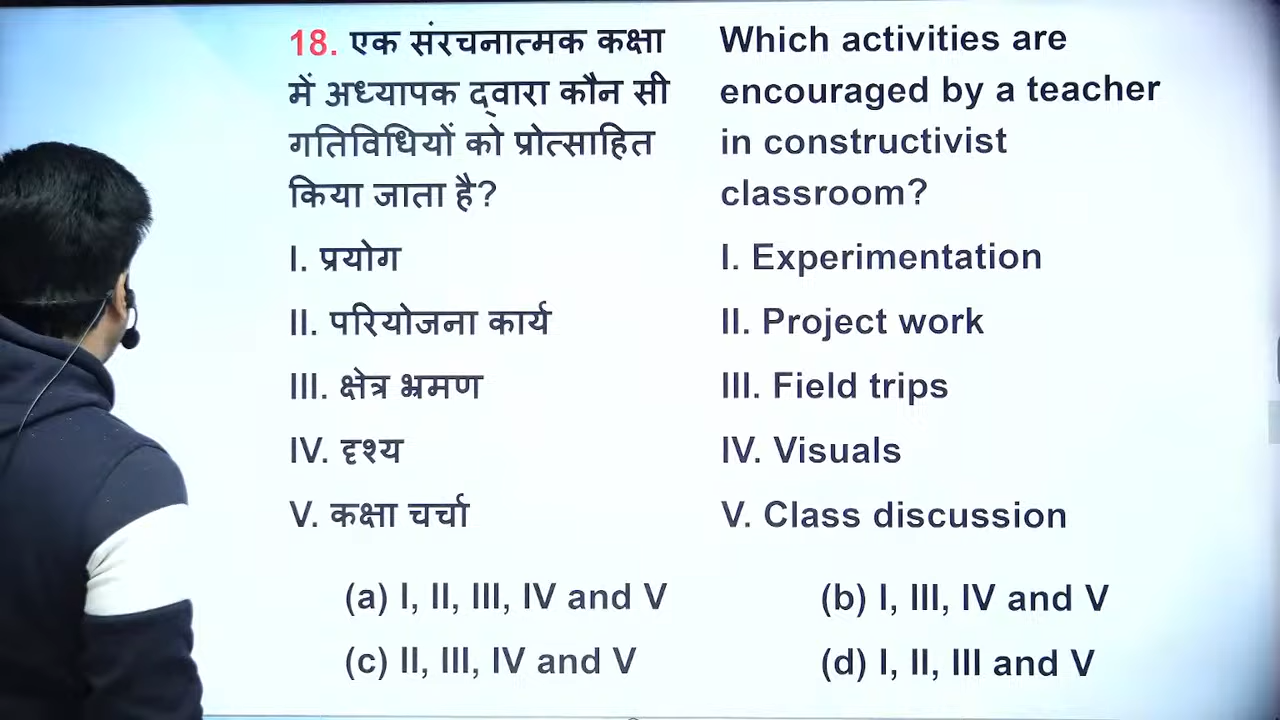 18. एक संरचनात्मक कक्षा
में अध्यापक द्वारा कौन सी
गतिविधियों को प्रोत्साहित
किया जाता है?
I. प्रयोग
II. परियोजना कार्य
III. क्षेत्र भ्रमण
IV. दृश्य
V. कक्षा चर्चा
Which activities are
encouraged by a teacher
in constructivist
classroom?
I. Experimentation
II. Project work
III. Field trips
IV. Visuals
V. Class discussion
(a) I, II, III, IV and V
(b) I, III, IV and V
(c) II, III, IV and V
(d) I, II, III and V